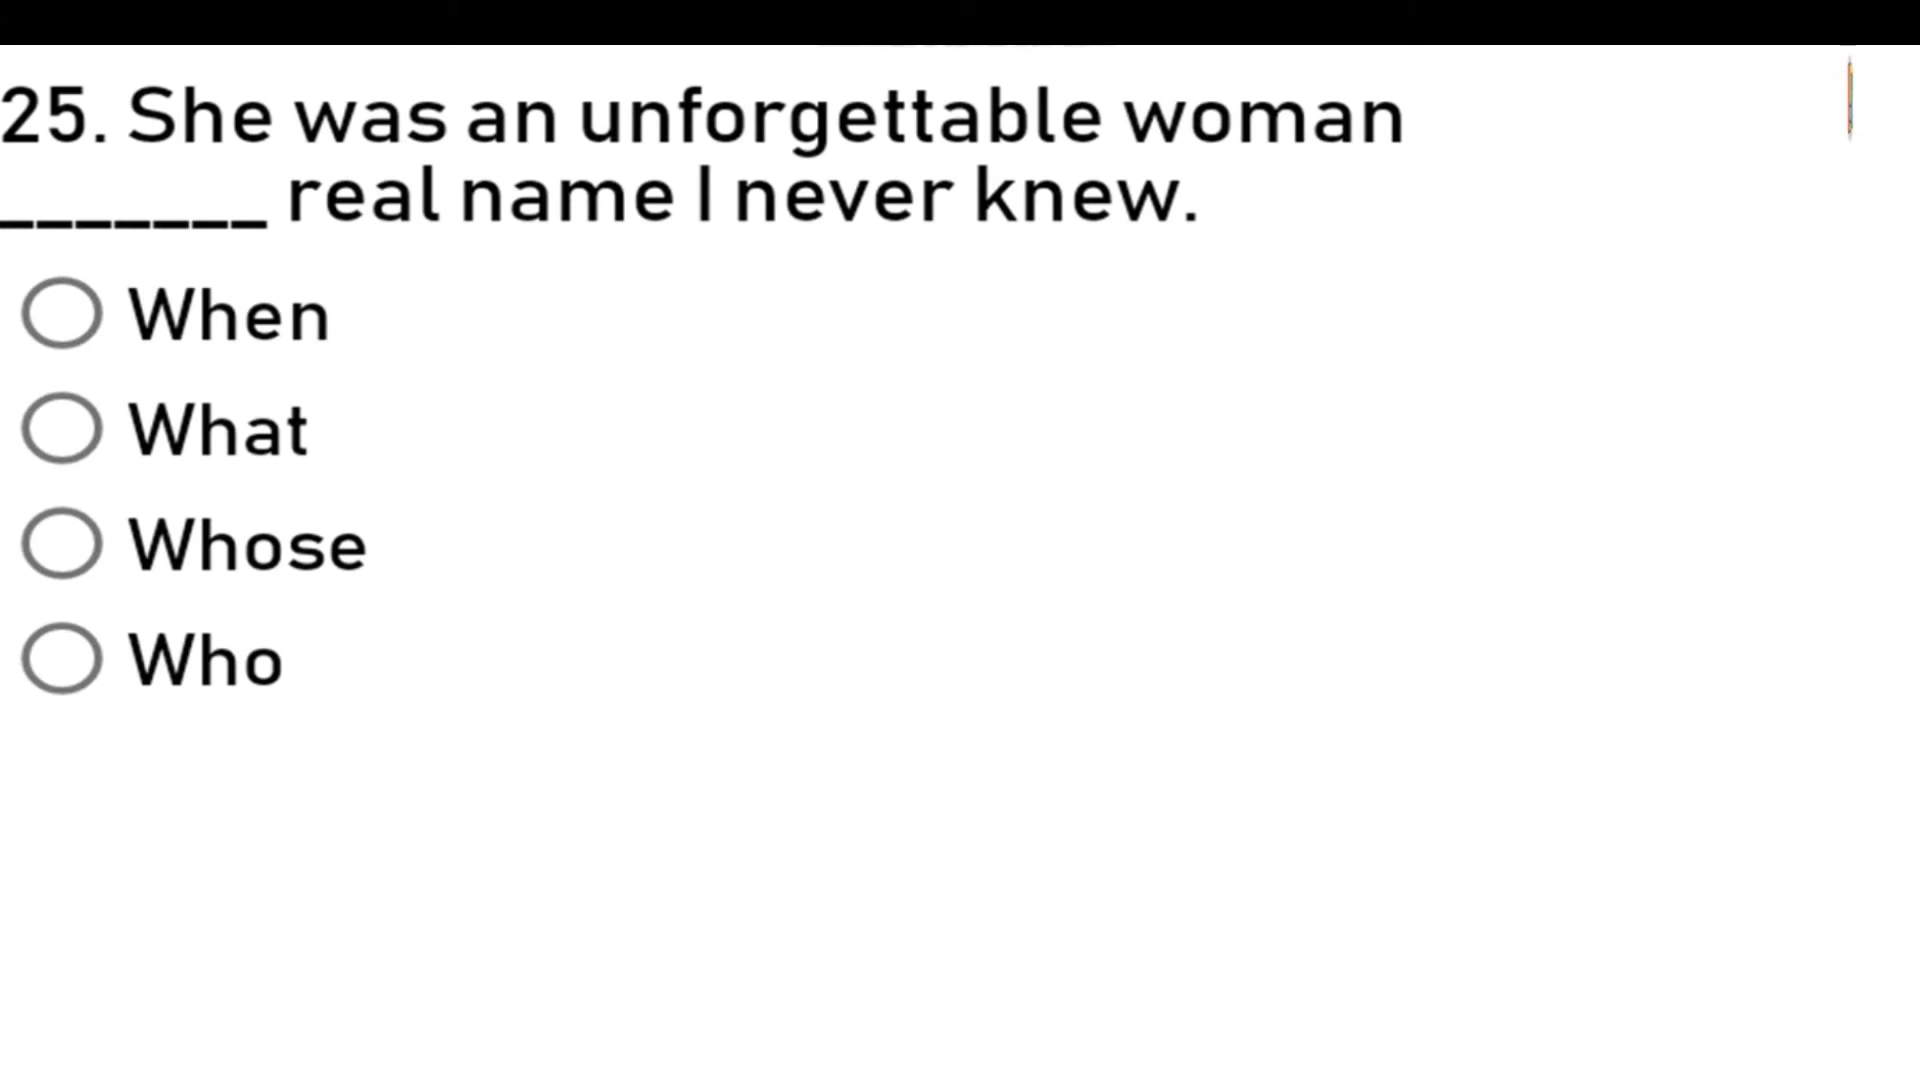 25. She was an unforgettable woman
_______ real name I never knew.
When
What
Whose
Who